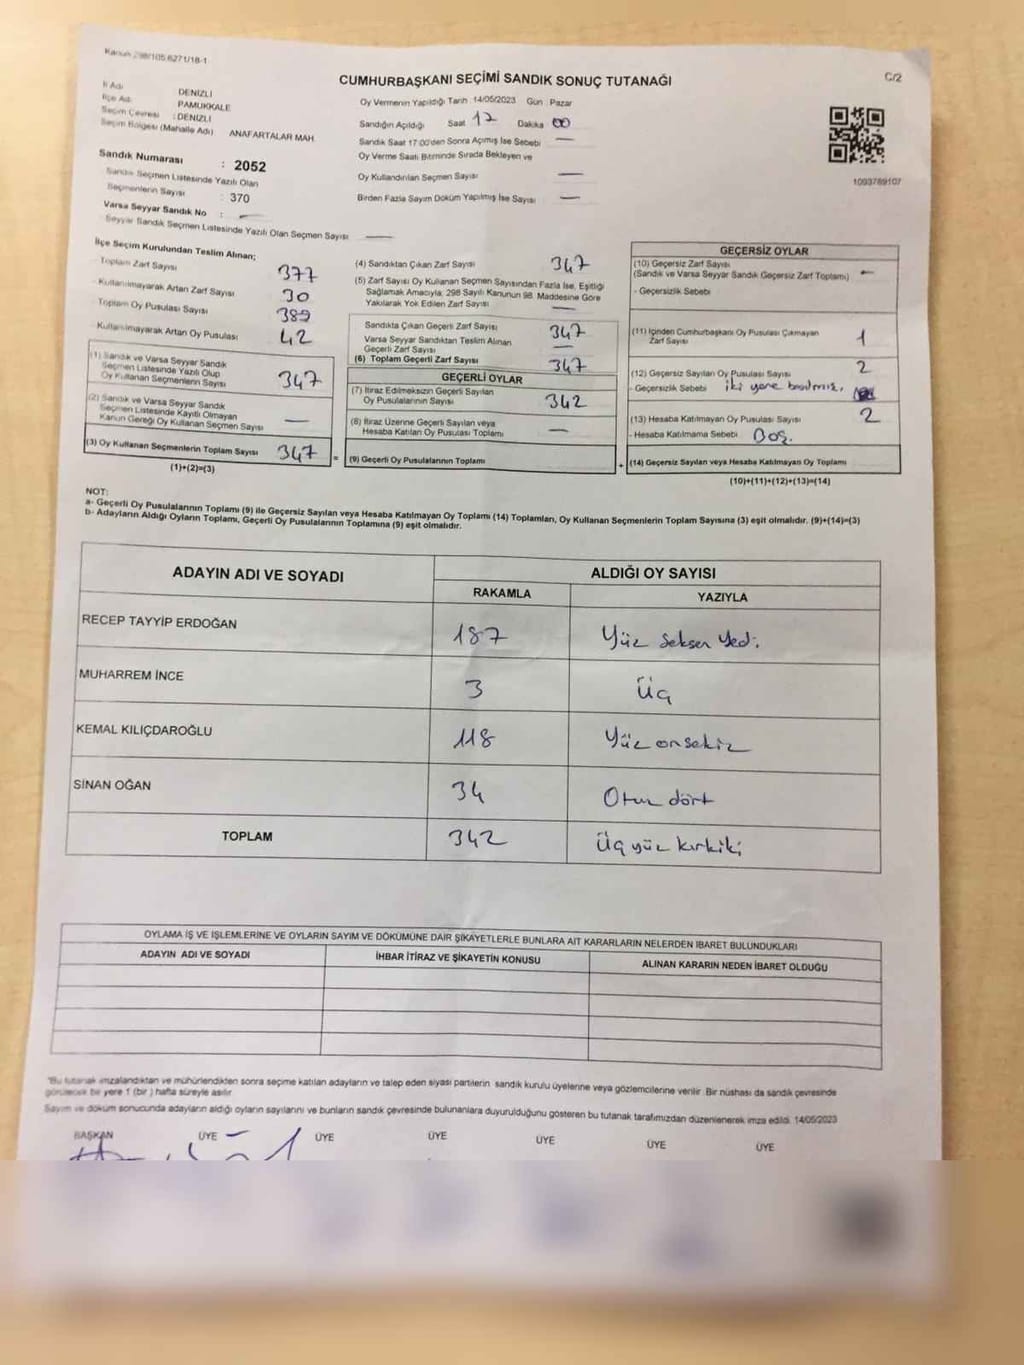 Kanun 298/105 6271/18-1
CUMHURBAŞKANI SEÇİMİ SANDIK SONUÇ TUTANAĞI
C/2
İl Adı DENİZLİ
İlçe Adı PAMUKKALE
Seçim Çevresi : DENİZLİ
Seçim Bölgesi (Mahalle Adı) ANAFARTALAR MAH
Sandık Numarası : 2052
Sandık Seçmen Listesinde Yazılı Olan
Seçmenlerin Sayısı : 370
Varsa Seyyar Sandık No : —
Seyyar Sandık Seçmen Listesinde Yazılı Olan Seçmen Sayısı —
Oy Vermenin Yapıldığı Tarih 14/05/2023 Gün : Pazar
Sandığın Açıldığı Saat 17 Dakika 00
Sandık Saat 17:00'den Sonra Açımış İse Sebebi —
Oy Verme Saati Bitiminde Sırada Bekleyen ve
Oy Kullandırılan Seçmen Sayısı —
Birden Fazla Sayım Döküm Yapılmış İse Sayısı —
1093789107
İlçe Seçim Kurulundan Teslim Alınan;
- Toplam Zarf Sayısı 377
- Kullanılmayarak Artan Zarf Sayısı 30
- Toplam Oy Pusulası Sayısı 389
- Kullanılmayarak Artan Oy Pusulası 42
(1) Sandık ve Varsa Seyyar Sandık
Seçmen Listesinde Yazılı Olup
Oy Kullanan Seçmenlerin Sayısı 347
(2) Sandık ve Varsa Seyyar Sandık
Seçmen Listesinde Kayıtlı Olmayan
Kanun Gereği Oy Kullanan Seçmen Sayısı —
(3) Oy Kullanan Seçmenlerin Toplam Sayısı 347 =
(1)+(2)=(3)
(4) Sandıktan Çıkan Zarf Sayısı 347
(5) Zarf Sayısı Oy Kullanan Seçmen Sayısından Fazla İse, Eşitliği
Sağlamak Amacıyla, 298 Sayılı Kanunun 98. Maddesine Göre
Yakılarak Yok Edilen Zarf Sayısı —
Sandıkta Çıkan Geçerli Zarf Sayısı 347
Varsa Seyyar Sandıktan Teslim Alınan
Geçerli Zarf Sayısı —
(6) Toplam Geçerli Zarf Sayısı 347
GEÇERLİ OYLAR
(7) İtiraz Edilmeksizin Geçerli Sayılan
Oy Pusulalarının Sayısı 342
(8) İtiraz Üzerine Geçerli Sayılan veya
Hesaba Katılan Oy Pusulası Toplamı —
(9) Geçerli Oy Pusulalarının Toplamı +
GEÇERSİZ OYLAR
(10) Geçersiz Zarf Sayısı
(Sandık ve Varsa Seyyar Sandık Geçersiz Zarf Toplamı) —
- Geçersizlik Sebebi
(11) İçinden Cumhurbaşkanı Oy Pusulası Çıkmayan
Zarf Sayısı 1
(12) Geçersiz Sayılan Oy Pusulası Sayısı 2
- Geçersizlik Sebebi iki yere basılmış.
(13) Hesaba Katılmayan Oy Pusulası Sayısı 2
- Hesaba Katılmama Sebebi Boş.
(14) Geçersiz Sayılan veya Hesaba Katılmayan Oy Toplamı
(10)+(11)+(12)+(13)=(14)
NOT:
a- Geçerli Oy Pusulalarının Toplamı (9) ile Geçersiz Sayılan veya Hesaba Katılmayan Oy Toplamı (14) Toplamları, Oy Kullanan Seçmenlerin Toplam Sayısına (3) eşit olmalıdır. (9)+(14)=(3)
b- Adayların Aldığı Oyların Toplamı, Geçerli Oy Pusulalarının Toplamına (9) eşit olmalıdır.
ADAYIN ADI VE SOYADI ALDIĞI OY SAYISI
RAKAMLA YAZIYLA
RECEP TAYYİP ERDOĞAN 187 Yüz seksen yedi.
MUHARREM İNCE 3 Üç
KEMAL KILIÇDAROĞLU 118 Yüz onsekiz
SİNAN OĞAN 34 Otuz dört
TOPLAM 342 Üçyüz kırkiki
OYLAMA İŞ VE İŞLEMLERİNE VE OYLARIN SAYIM VE DÖKÜMÜNE DAİR ŞİKAYETLERLE BUNLARA AİT KARARLARIN NELERDEN İBARET BULUNDUKLARI
ADAYIN ADI VE SOYADI İHBAR İTİRAZ VE ŞİKAYETİN KONUSU ALINAN KARARIN NEDEN İBARET OLDUĞU
"Bu tutanak imzalandıktan ve mühürlendikten sonra seçime katılan adayların ve talep eden siyasi partilerin sandık kurulu üyelerine veya gözlemcilerine verilir. Bir nüshası da sandık çevresinde
görülecek bir yere 1 (bir) hafta süreyle asılır
Sayım ve döküm sonucunda adayların aldığı oyların sayılarını ve bunların sandık çevresinde bulunanlara duyurulduğunu gösteren bu tutanak tarafımızdan düzenlenerek imza edildi. 14/05/2023
BAŞKAN ÜYE ÜYE ÜYE ÜYE ÜYE ÜYE